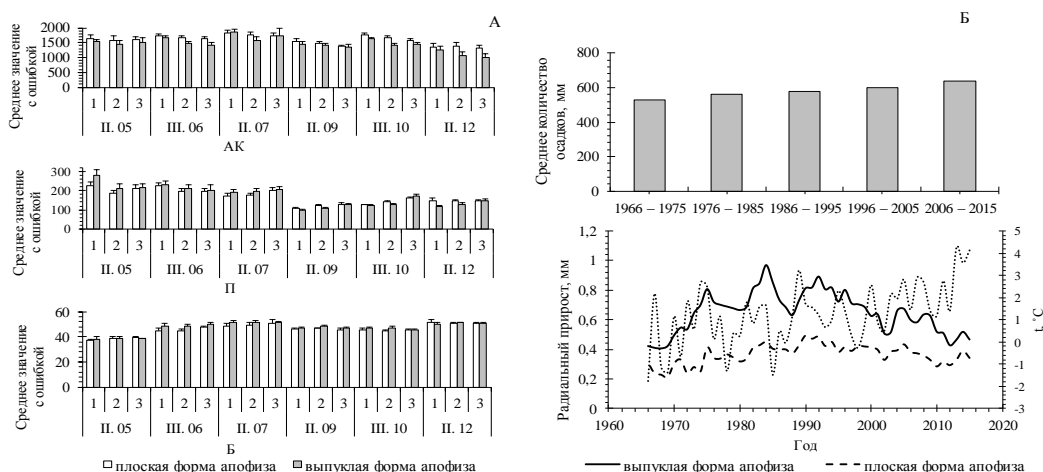 А
Среднее значение
с ошибкой
2000
1500
1000
500
0
1 2 3 1 2 3 1 2 3 1 2 3 1 2 3 1 2 3
II. 05 III. 06 II. 07 II. 09 III. 10 II. 12
АК
Среднее значение
с ошибкой
300
200
100
0
1 2 3 1 2 3 1 2 3 1 2 3 1 2 3 1 2 3
II. 05 III. 06 II. 07 II. 09 III. 10 II. 12
П
Среднее значение
с ошибкой
60
40
20
0
1 2 3 1 2 3 1 2 3 1 2 3 1 2 3 1 2 3
II. 05 III. 06 II. 07 II. 09 III. 10 II. 12
Б
плоская форма апофиза выпуклая форма апофиза
Б
Среднее количество
осадков, мм
800
600
400
200
0
1966 – 1975 1976 – 1985 1986 – 1995 1996 – 2005 2006 – 2015
Радиальный прирост, мм
1,2
1
0,8
0,6
0,4
0,2
0
5
4
3
2
1
0
-1
-2
-3
t, °C
1960 1970 1980 1990 2000 2010 2020
Год
выпуклая форма апофиза плоская форма апофиза